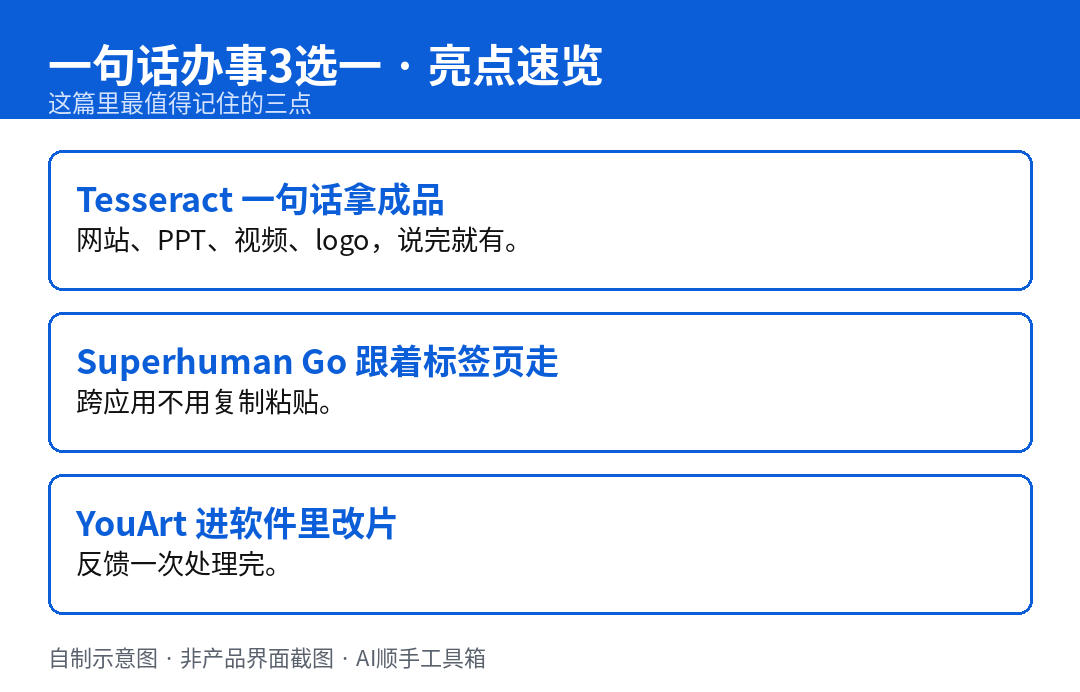 一句话办事3选一 · 亮点速览
这篇里最值得记住的三点
Tesseract 一句话拿成品
网站、PPT、视频、logo，说完就有。
Superhuman Go 跟着标签页走
跨应用不用复制粘贴。
YouArt 进软件里改片
反馈一次处理完。
自制示意图 · 非产品界面截图 · AI顺手工具箱